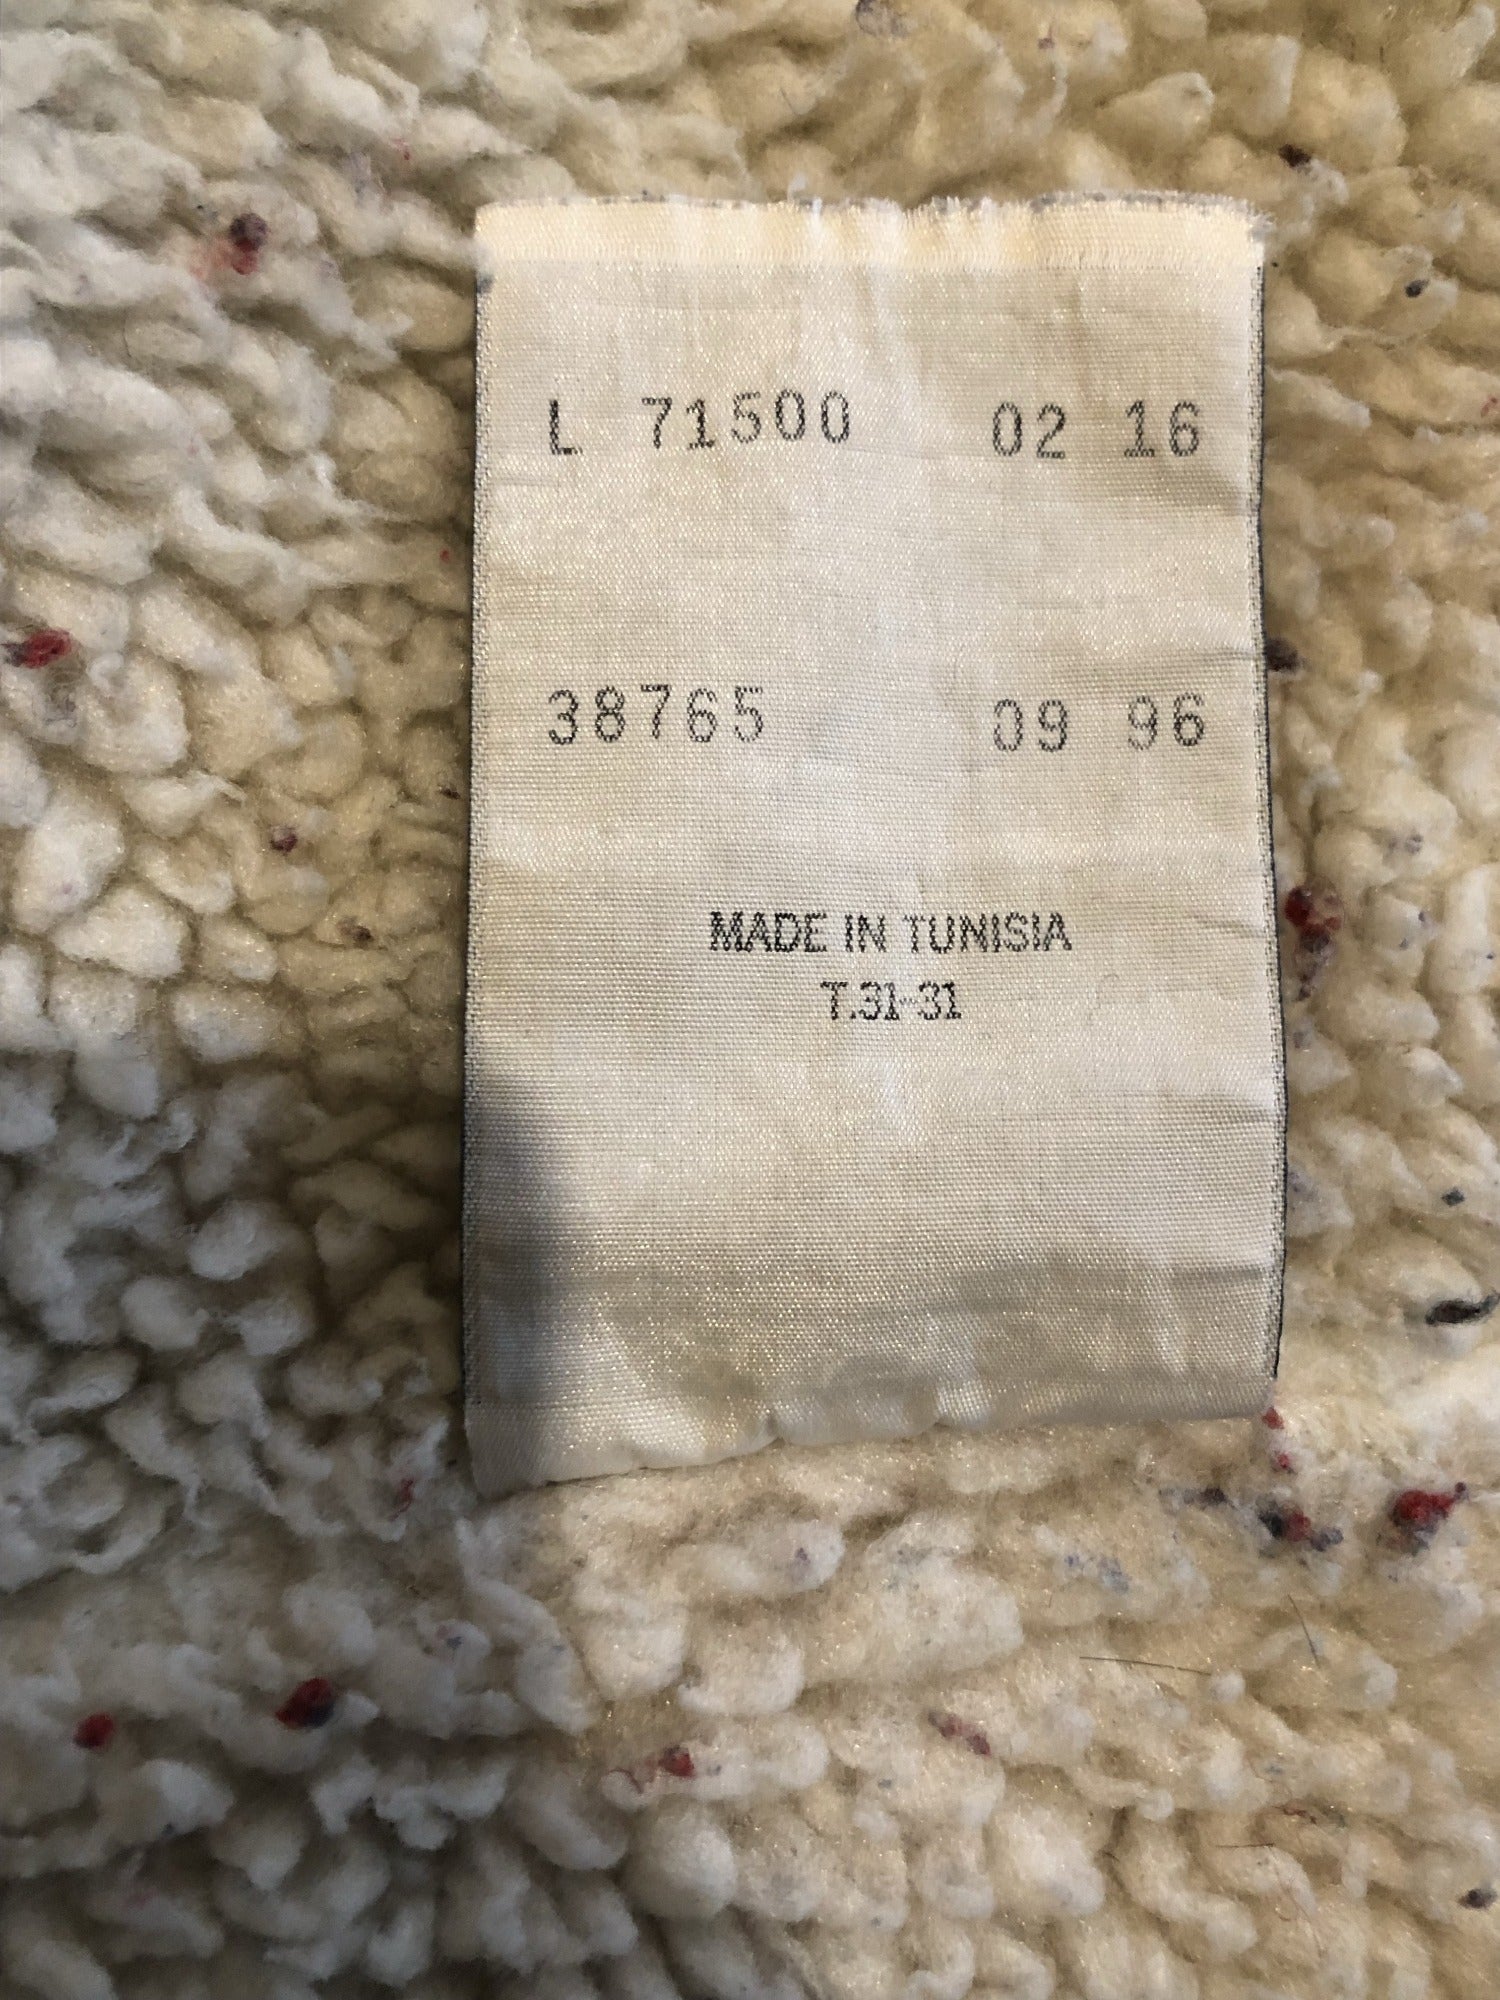 L 71500 02 16
38765 09 96
MADE IN TUNISIA
T.31-31